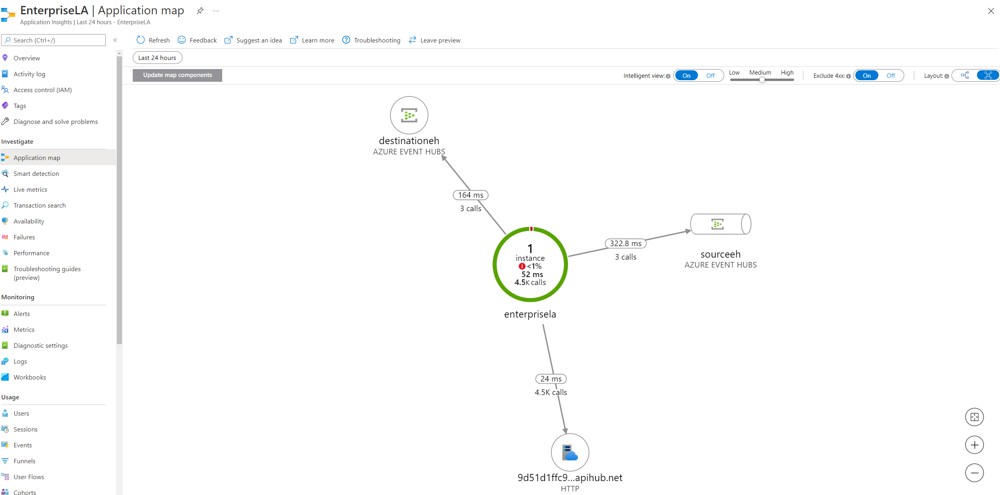 EnterpriseLA | Application map
Application Insights | Last 24 hours - EnterpriseLA
Search (Ctrl+/)
Refresh
Feedback
Suggest an idea
Learn more
Troubleshooting
Leave preview
Last 24 hours
Update map components
Intelligent view:
On
Off
Low
Medium
High
Exclude 4xx:
On
Off
Layout:
Overview
Activity log
Access control (IAM)
Tags
Diagnose and solve problems
Investigate
Application map
Smart detection
Live metrics
Transaction search
Availability
Failures
Performance
Troubleshooting guides
(preview)
Monitoring
Alerts
Metrics
Diagnostic settings
Logs
Workbooks
Usage
Users
Sessions
Events
Funnels
User Flows
Cohorts
destinationeh
AZURE EVENT HUBS
164 ms
3 calls
322.8 ms
3 calls
sourceeh
AZURE EVENT HUBS
1
instance
<1%
52 ms
4.5K calls
enterprisela
24 ms
4.5K calls
9d51d1ffc9...apihub.net
HTTP